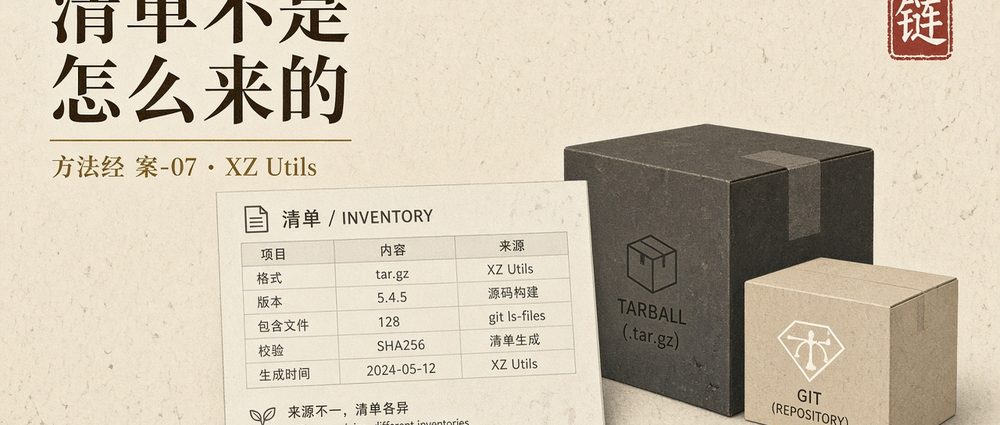 清单不是
怎么来的
方法经 案-07 · XZ Utils
链
清单 / INVENTORY
项目 内容 来源
格式 tar.gz XZ Utils
版本 5.4.5 源码构建
包含文件 128 git ls-files
校验 SHA256 清单生成
生成时间 2024-05-12 XZ Utils
来源不一，清单各异
different inventories
TARBALL
(.tar.gz)
GIT
(REPOSITORY)